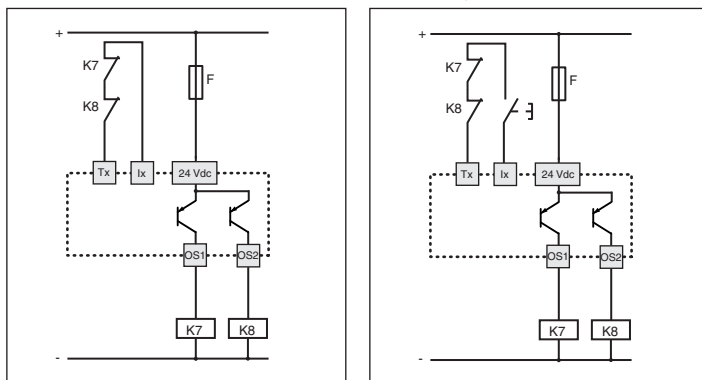 +
K7
K8
F
Tx
Ix
24 Vdc
OS1
OS2
K7
K8
-
+
K7
K8
F
Tx
Ix
24 Vdc
OS1
OS2
K7
K8
-